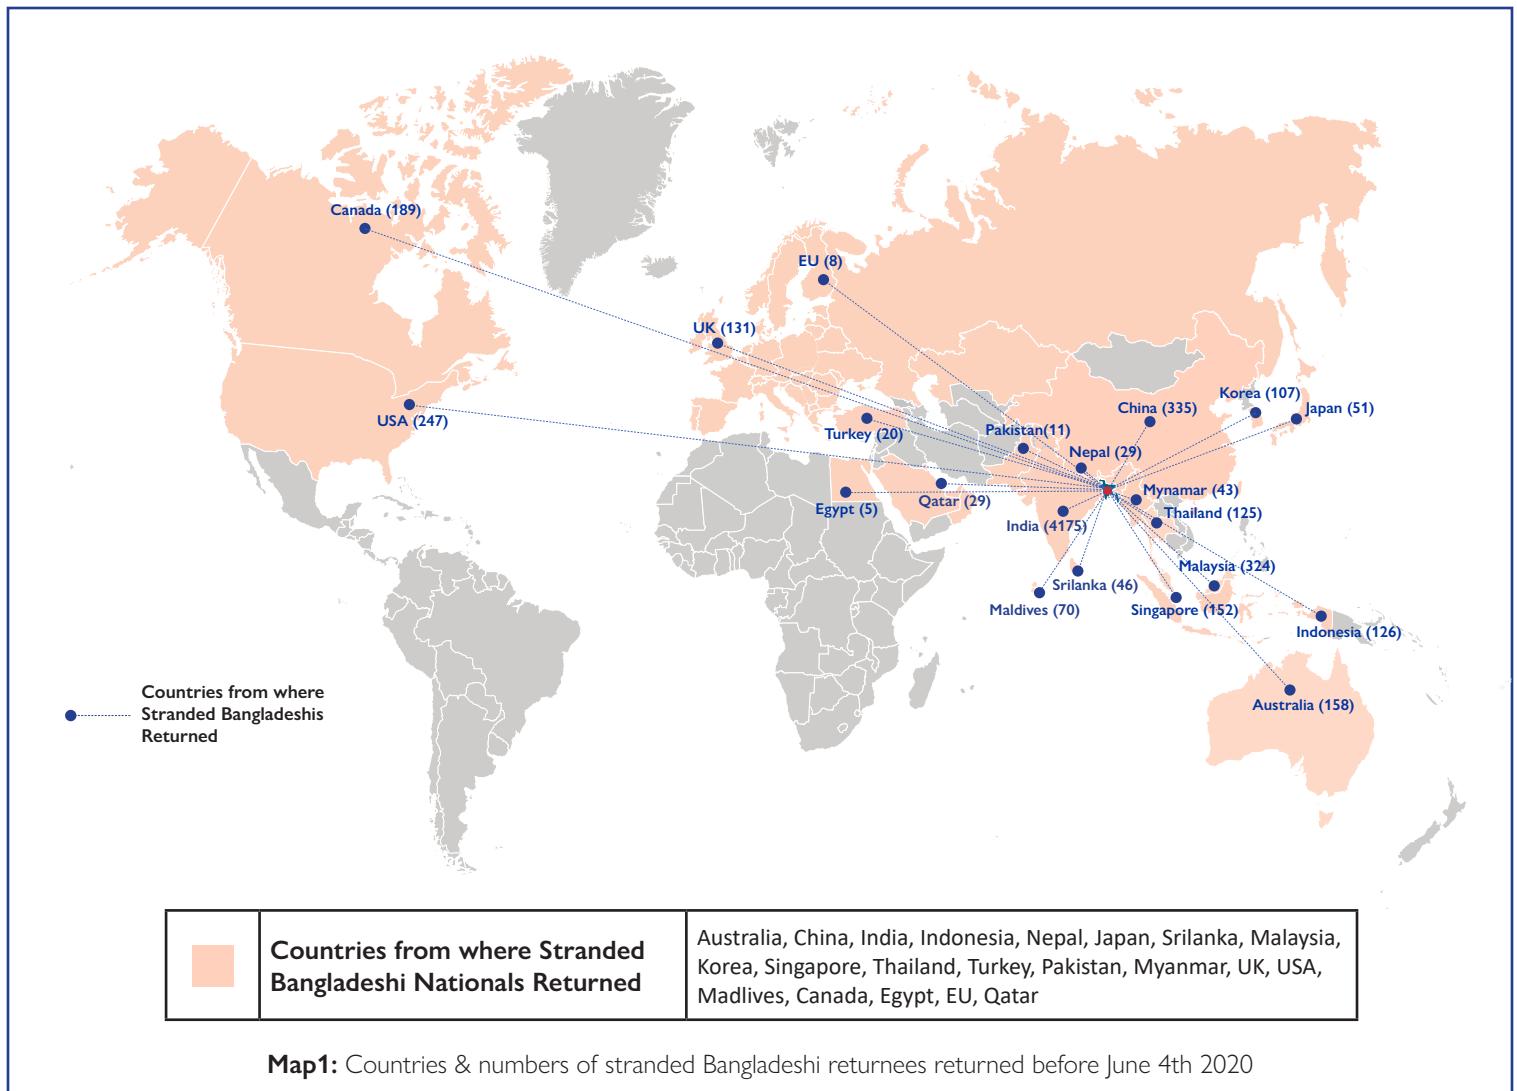 Canada (189)
EU (8)
UK (131)
USA (247)
Turkey (20)
Pakistan(11)
China (335)
Korea (107)
Japan (51)
Nepal (29)
Egypt (5)
Qatar (29)
India (4175)
Mynamar (43)
Thailand (125)
Srilanka (46)
Maldives (70)
Malaysia (324)
Singapore (152)
Indonesia (126)
Australia (158)
Countries from where
Stranded Bangladeshis
Returned
Countries from where Stranded
Bangladeshi Nationals Returned
Australia, China, India, Indonesia, Nepal, Japan, Srilanka, Malaysia,
Korea, Singapore, Thailand, Turkey, Pakistan, Myanmar, UK, USA,
Madlives, Canada, Egypt, EU, Qatar
Map1: Countries & numbers of stranded Bangladeshi returnees returned before June 4th 2020